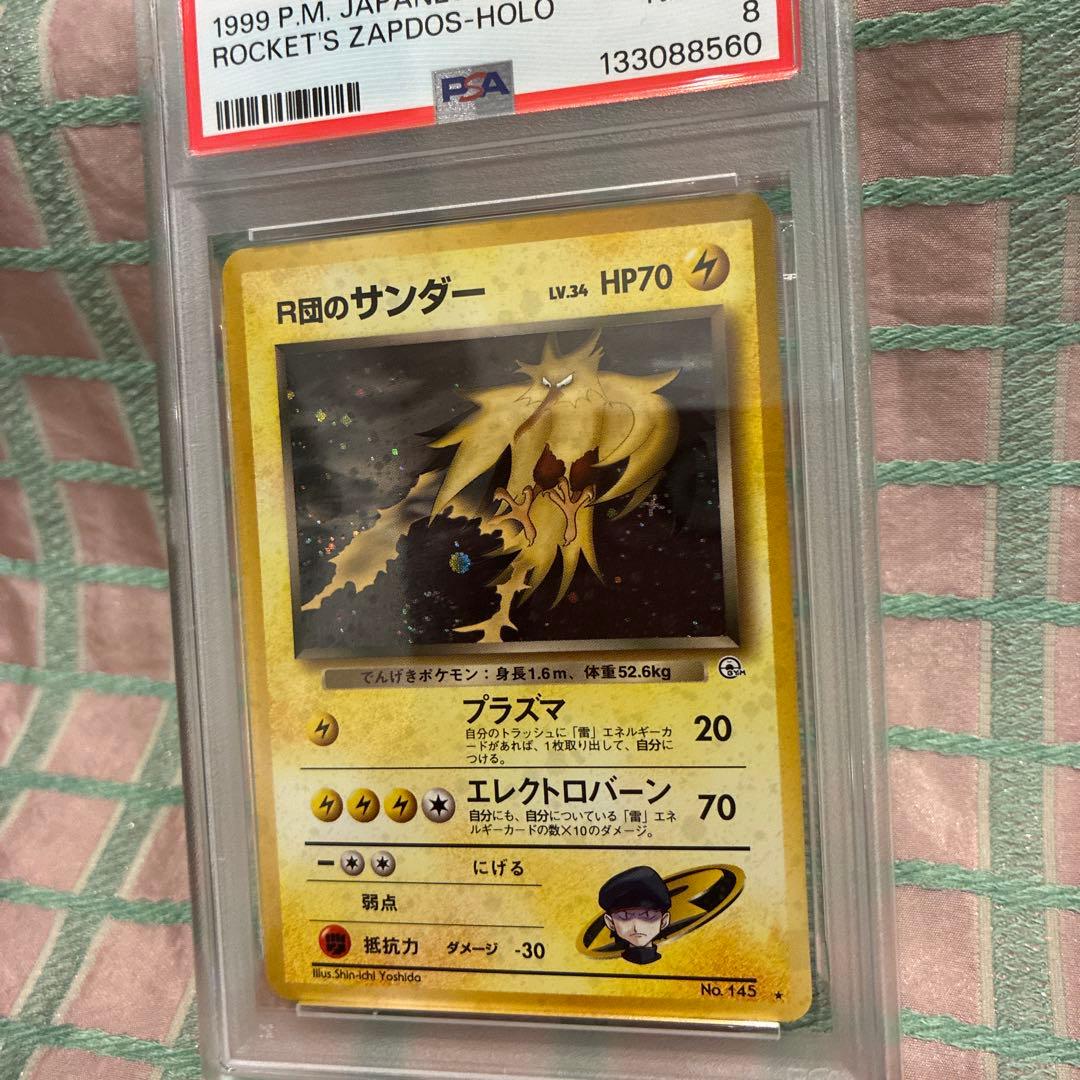 1999 P.M. JAPANE
8
ROCKET'S ZAPDOS-HOLO
133088560
PSA
R団のサンダー LV.34 HP70
でんげきポケモン：身長1.6m、体重52.6kg
GYM
プラズマ 20
自分のトラッシュに「雷」エネルギーカ
ードがあれば、1枚取り出して、自分に
つける。
エレクトロバーン 70
自分にも、自分についている「雷」エネ
ルギーカードの数×10のダメージ。
にげる
弱点
抵抗力 ダメージ -30
Illus.Shin-ichi Yoshida
No. 145 ★